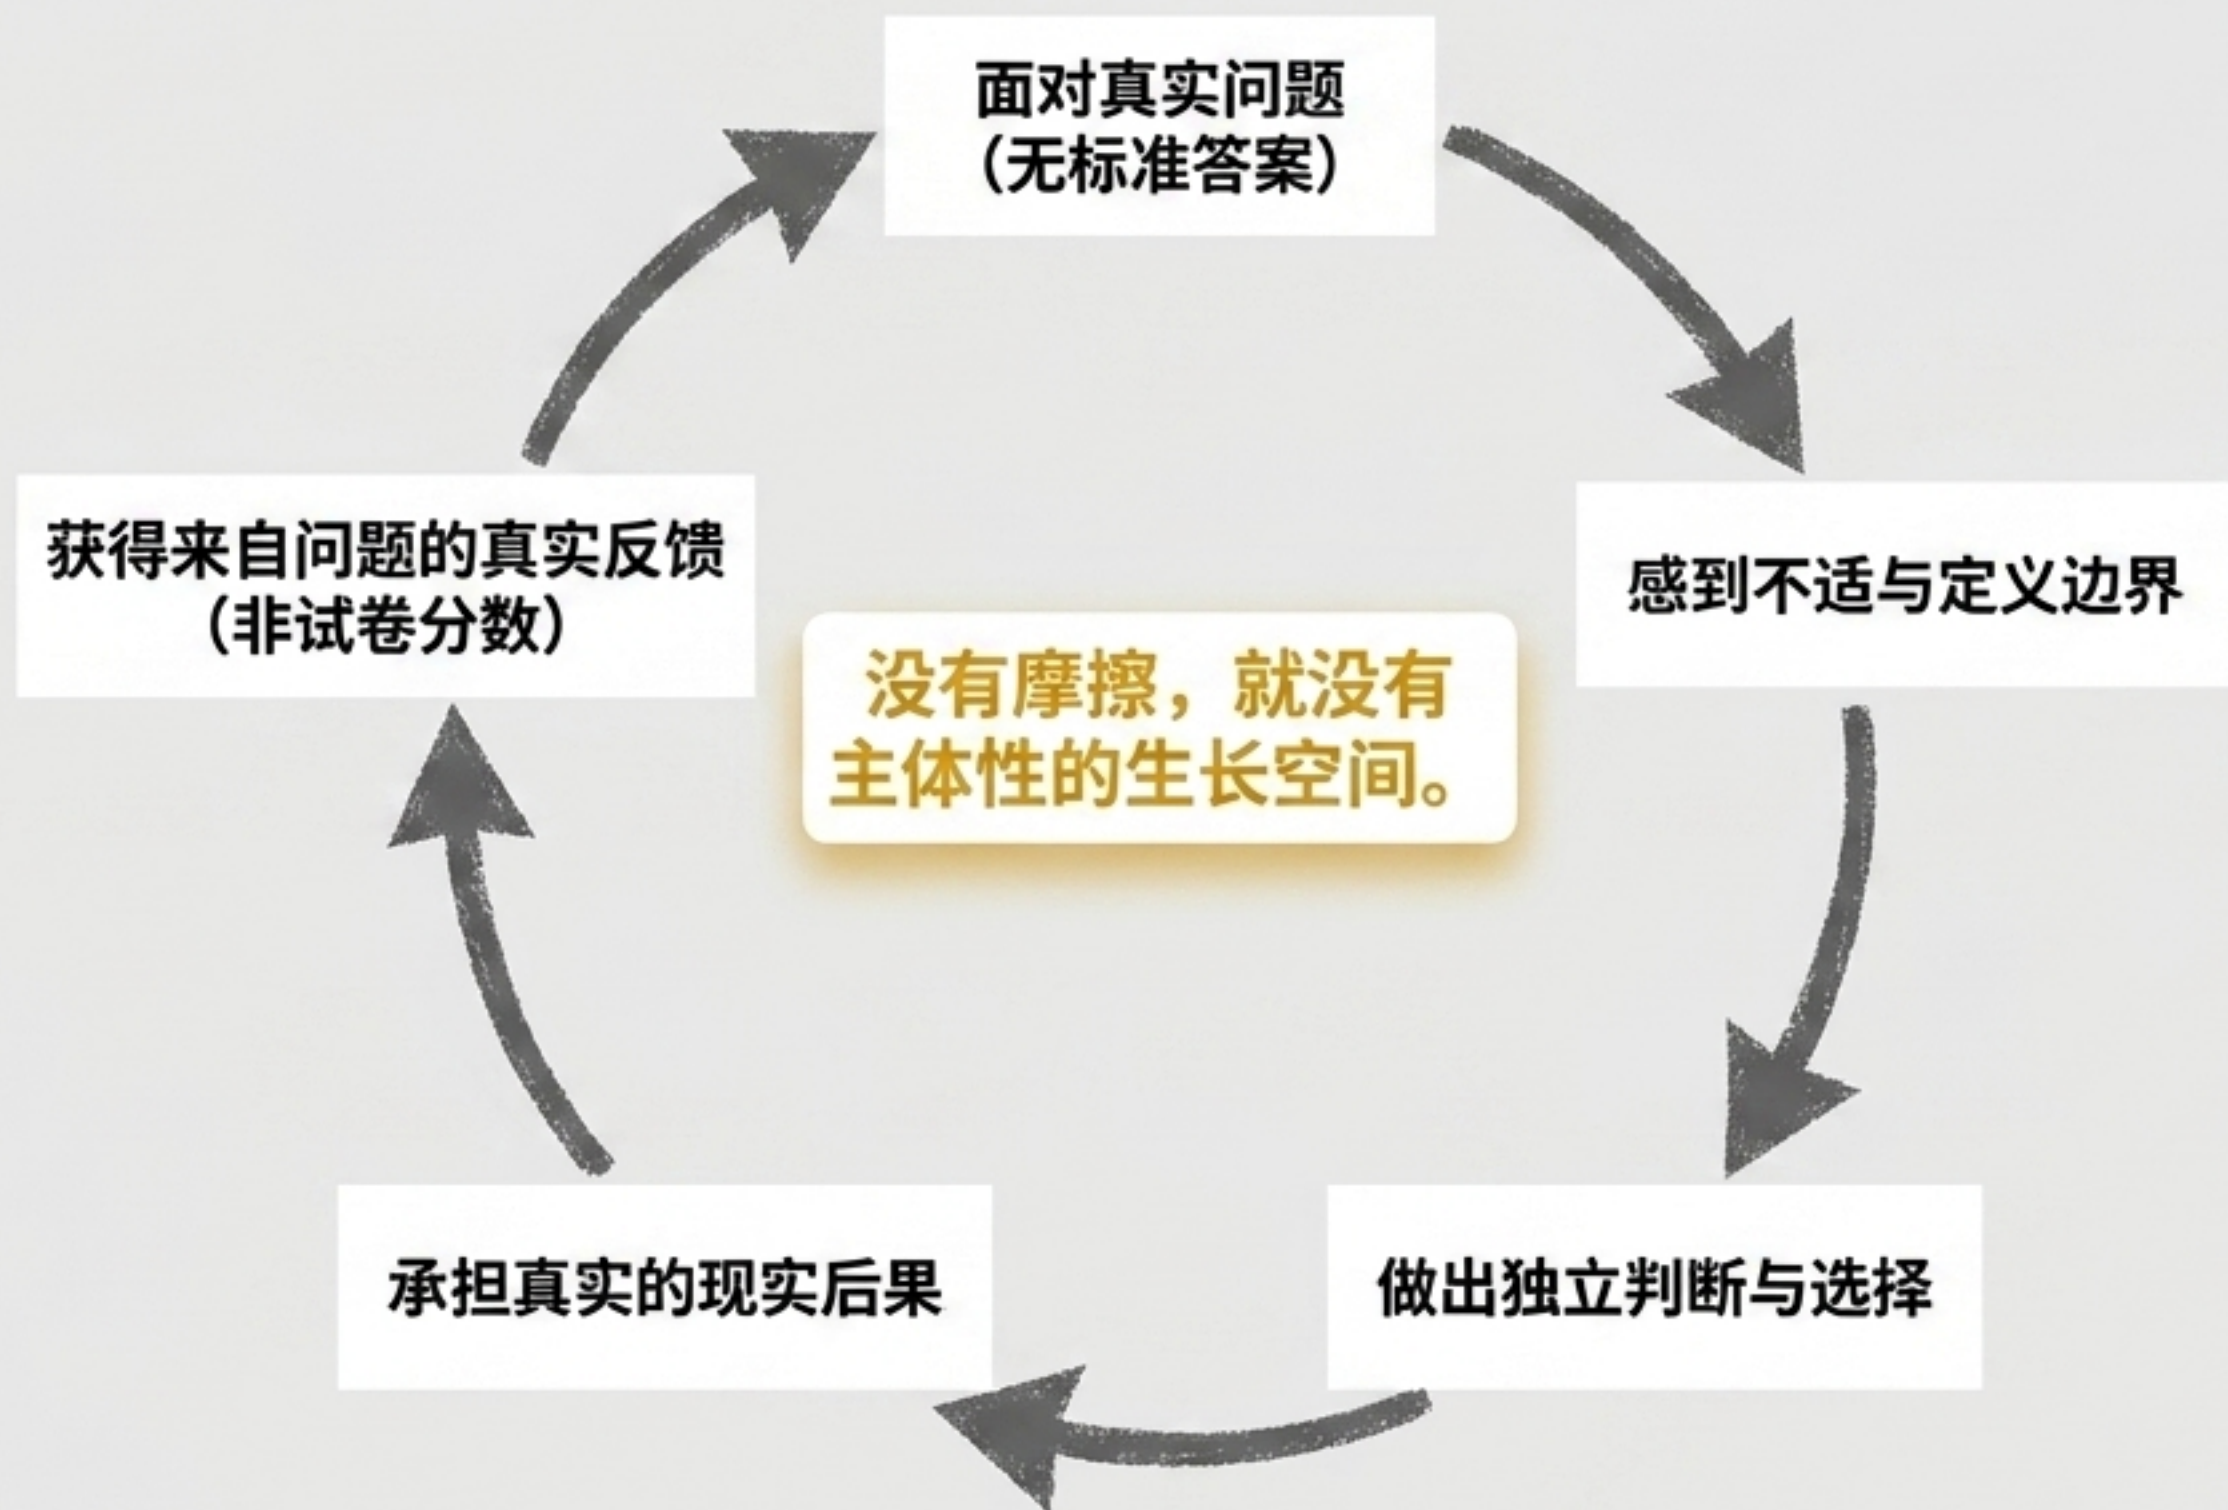 面对真实问题
（无标准答案）
感到不适与定义边界
做出独立判断与选择
承担真实的现实后果
获得来自问题的真实反馈
（非试卷分数）
没有摩擦，就没有
主体性的生长空间。